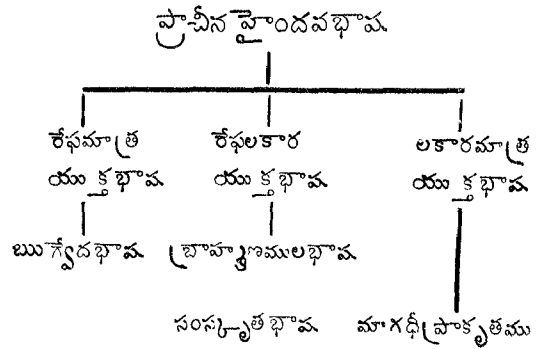 ప్రాచీన హైందవభాష
రేఫమాత్ర రేఫలకార లకారమాత్ర
యుక్తభాష యుక్తభాష యుక్తభాష
ఋగ్వేదభాష బ్రాహ్మణములభాష
సంస్కృతభాష మాగధీప్రాకృతము